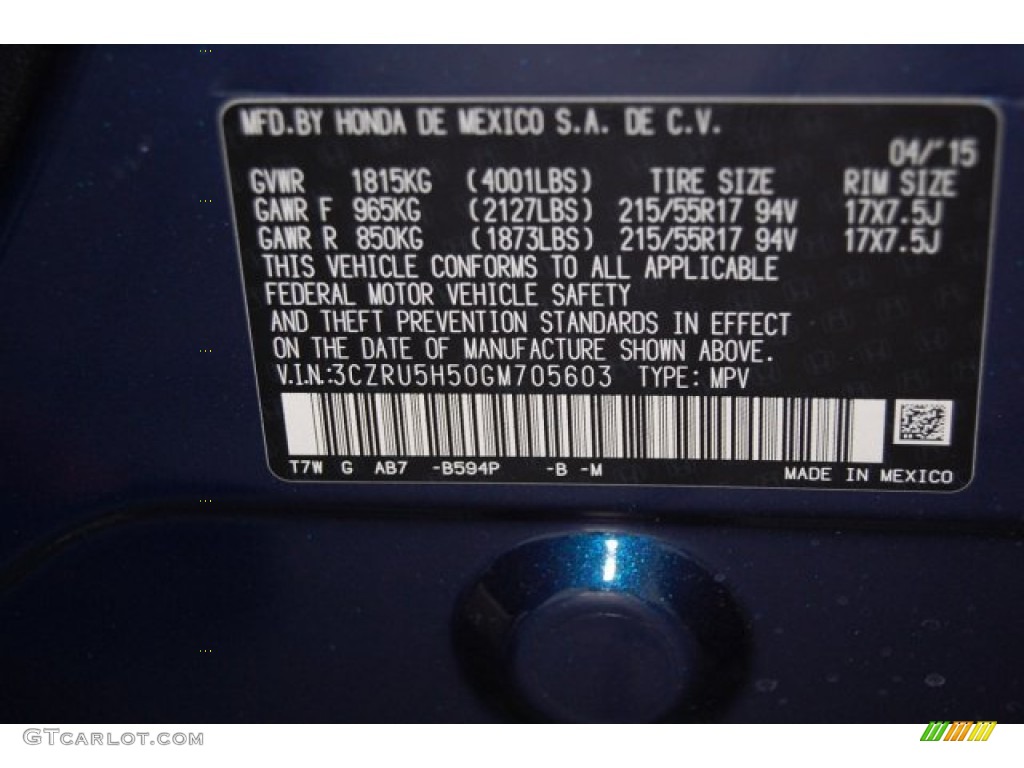 MFD.BY HONDA DE MEXICO S.A. DE C.V.
04/15
GVWR 1815KG (4001LBS) TIRE SIZE RIM SIZE
GAWR F 965KG (2127LBS) 215/55R17 94V 17X7.5J
GAWR R 850KG (1873LBS) 215/55R17 94V 17X7.5J
THIS VEHICLE CONFORMS TO ALL APPLICABLE
FEDERAL MOTOR VEHICLE SAFETY
AND THEFT PREVENTION STANDARDS IN EFFECT
ON THE DATE OF MANUFACTURE SHOWN ABOVE.
V.I.N.:3CZRU5H50GM705603 TYPE: MPV
T7W G AB7 -B594P -B -M
MADE IN MEXICO
GTCARLOT.COM